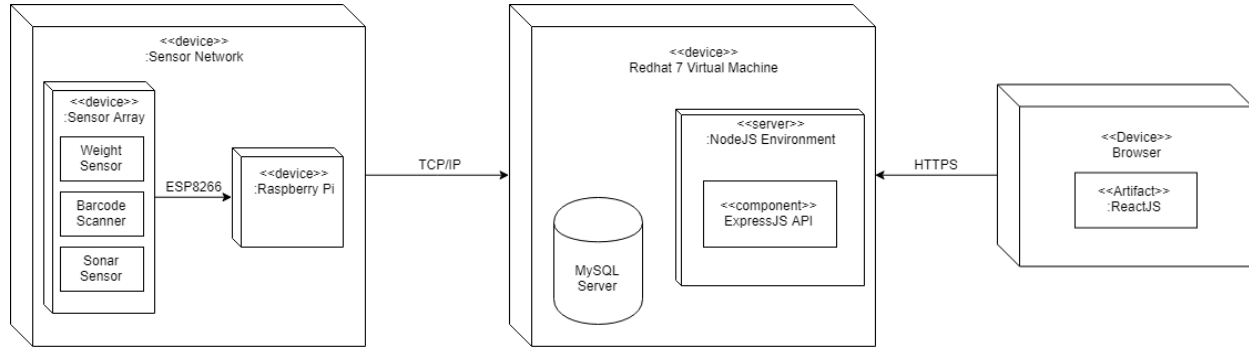 <<device>>
:Sensor Network
<<device>>
:Sensor Array
Weight
Sensor
Barcode
Scanner
Sonar
Sensor
ESP8266
<<device>>
:Raspberry Pi
TCP/IP
<<device>>
Redhat 7 Virtual Machine
MySQL
Server
<<server>>
:NodeJS Environment
<<component>>
ExpressJS API
HTTPS
<<Device>>
Browser
<<Artifact>>
:ReactJS